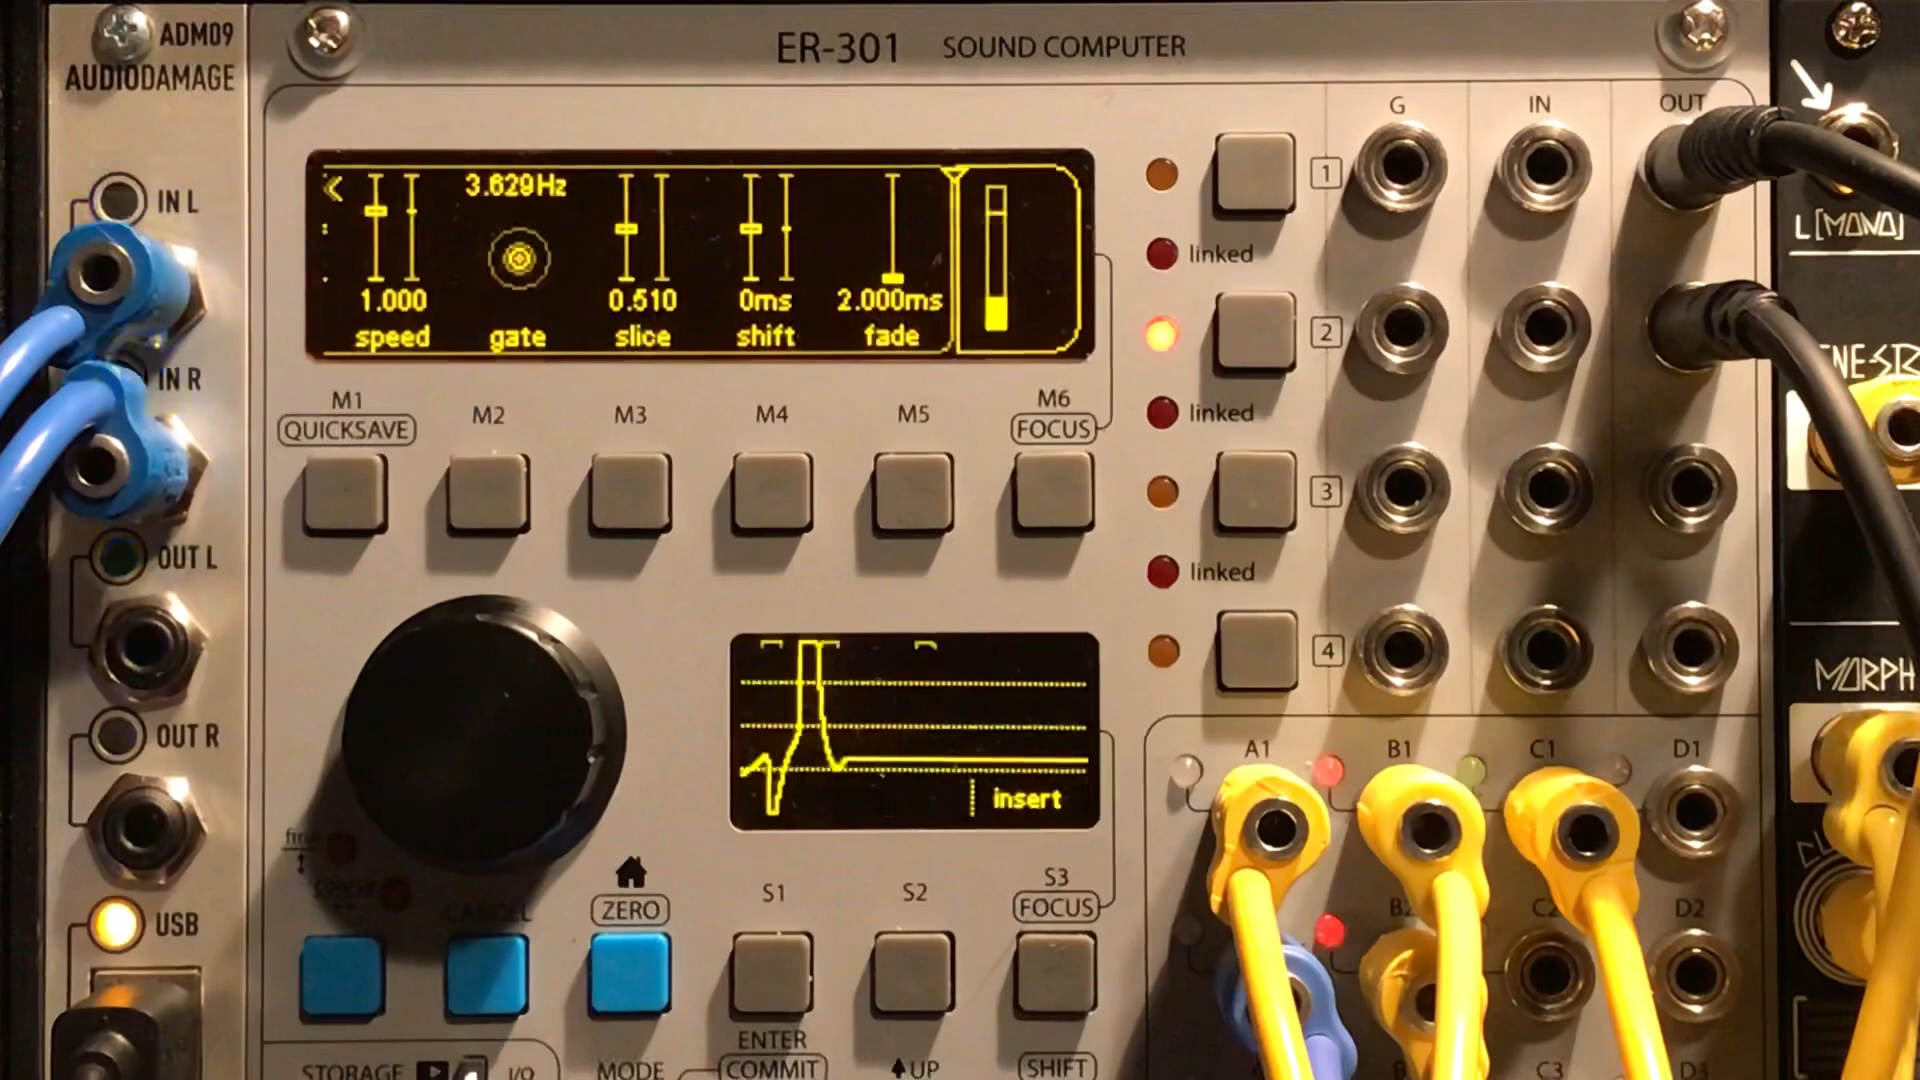 ADM09
AUDIODAMAGE
IN L
IN R
OUT L
OUT R
USB
ER-301 SOUND COMPUTER
3.629Hz
1.000 0.510 0ms 2.000ms
speed gate slice shift fade
M1 M2 M3 M4 M5 M6
QUICKSAVE FOCUS
G IN OUT
1
linked
2
linked
3
linked
4
insert
fine
coarse
CANCEL
ZERO
S1 S2 S3
FOCUS
ENTER
COMMIT
UP
SHIFT
STORAGE
I/O
MODE
A1 B1 C1 D1
B2 C2 D2
C3 D3
L [MONO]
MORPH